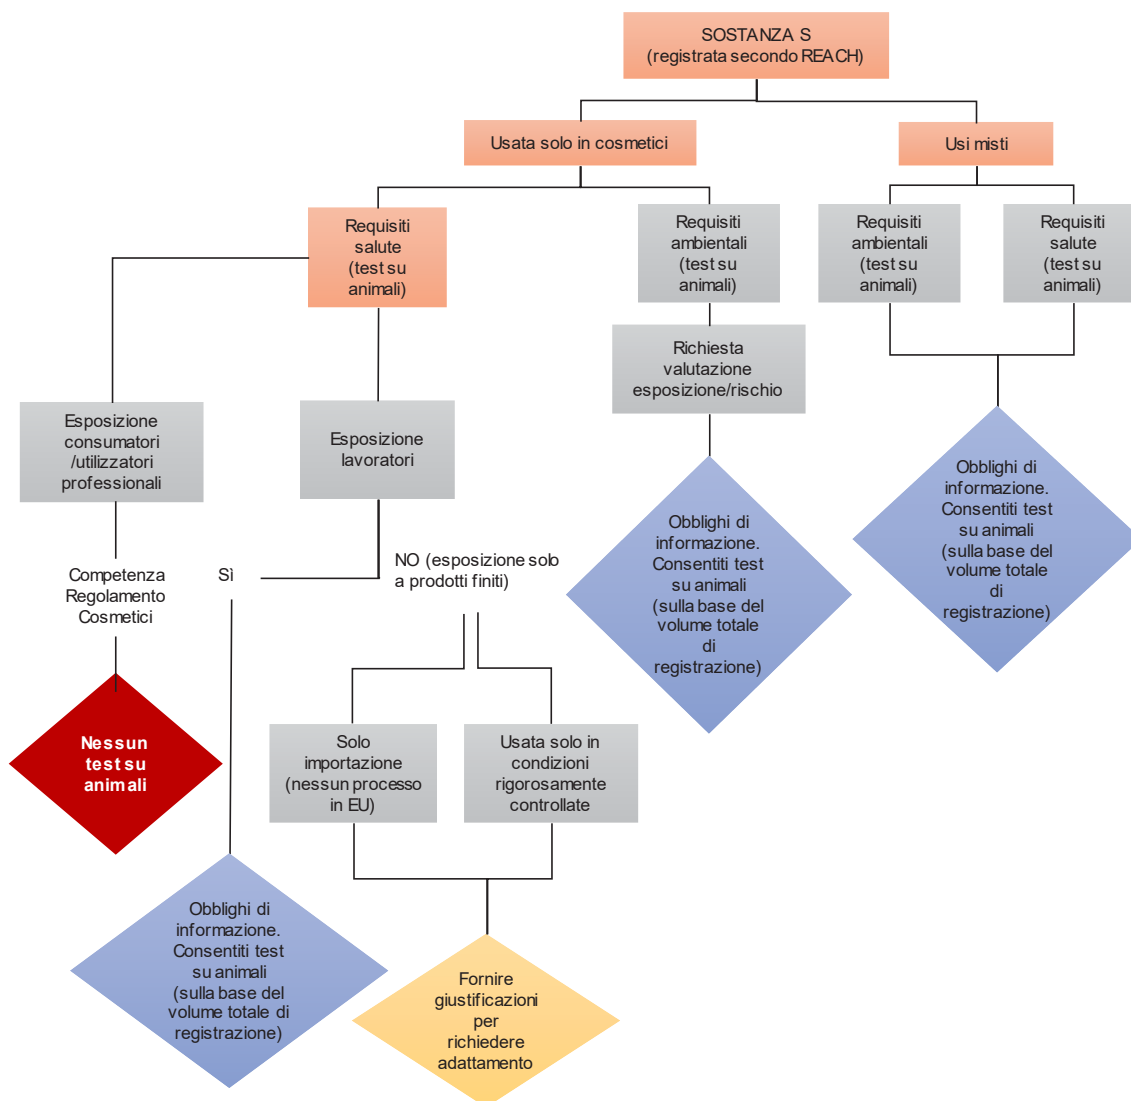 SOSTANZA S
(registrata secondo REACH)
Usata solo in cosmetici
Usi misti
Requisiti
salute
(test su
animali)
Requisiti
ambientali
(test su
animali)
Requisiti
ambientali
(test su
animali)
Requisiti
salute
(test su
animali)
Richiesta
valutazione
esposizione/rischio
Esposizione
consumatori
/utilizzatori
professionali
Esposizione
lavoratori
Obblighi di
informazione.
Consentiti test
su animali
(sulla base del
volume totale
di
registrazione)
Obblighi di
informazione.
Consentiti test
su animali
(sulla base del
volume totale
di
registrazione)
Competenza
Regolamento
Cosmetici
Sì
NO (esposizione solo
a prodotti finiti)
Nessun
test su
animali
Solo
importazione
(nessun processo
in EU)
Usata solo in
condizioni
rigorosamente
controllate
Obblighi di
informazione.
Consentiti test
su animali
(sulla base del
volume totale di
registrazione)
Fornire
giustificazioni
per
richiedere
adattamento